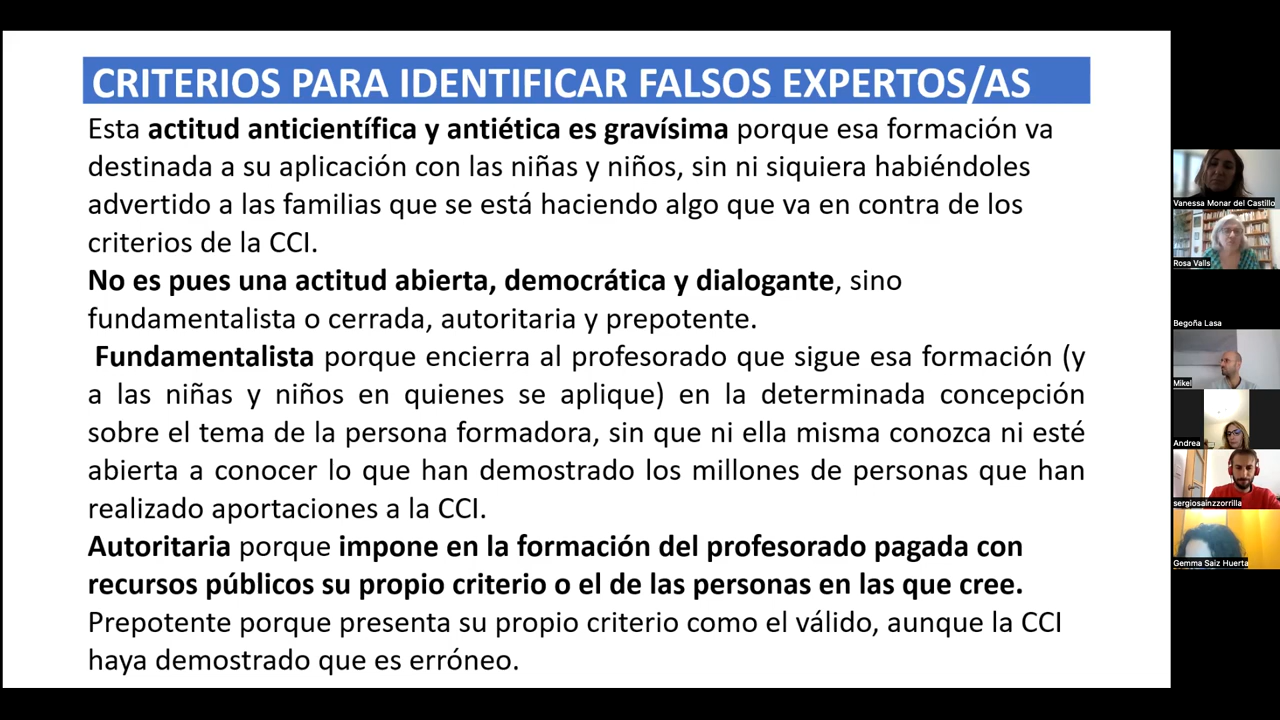 CRITERIOS PARA IDENTIFICAR FALSOS EXPERTOS/AS
Esta actitud anticientífica y antiética es gravísima porque esa formación va
destinada a su aplicación con las niñas y niños, sin ni siquiera habiéndoles
advertido a las familias que se está haciendo algo que va en contra de los
criterios de la CCI.
No es pues una actitud abierta, democrática y dialogante, sino
fundamentalista o cerrada, autoritaria y prepotente.
Fundamentalista porque encierra al profesorado que sigue esa formación (y
a las niñas y niños en quienes se aplique) en la determinada concepción
sobre el tema de la persona formadora, sin que ni ella misma conozca ni esté
abierta a conocer lo que han demostrado los millones de personas que han
realizado aportaciones a la CCI.
Autoritaria porque impone en la formación del profesorado pagada con
recursos públicos su propio criterio o el de las personas en las que cree.
Prepotente porque presenta su propio criterio como el válido, aunque la CCI
haya demostrado que es erróneo.
Vanessa Monar del Castillo
Rosa Valls
Begoña Lasa
Mikel
Andrea
sergiosainzzorrilla
Gemma Saiz Huerta